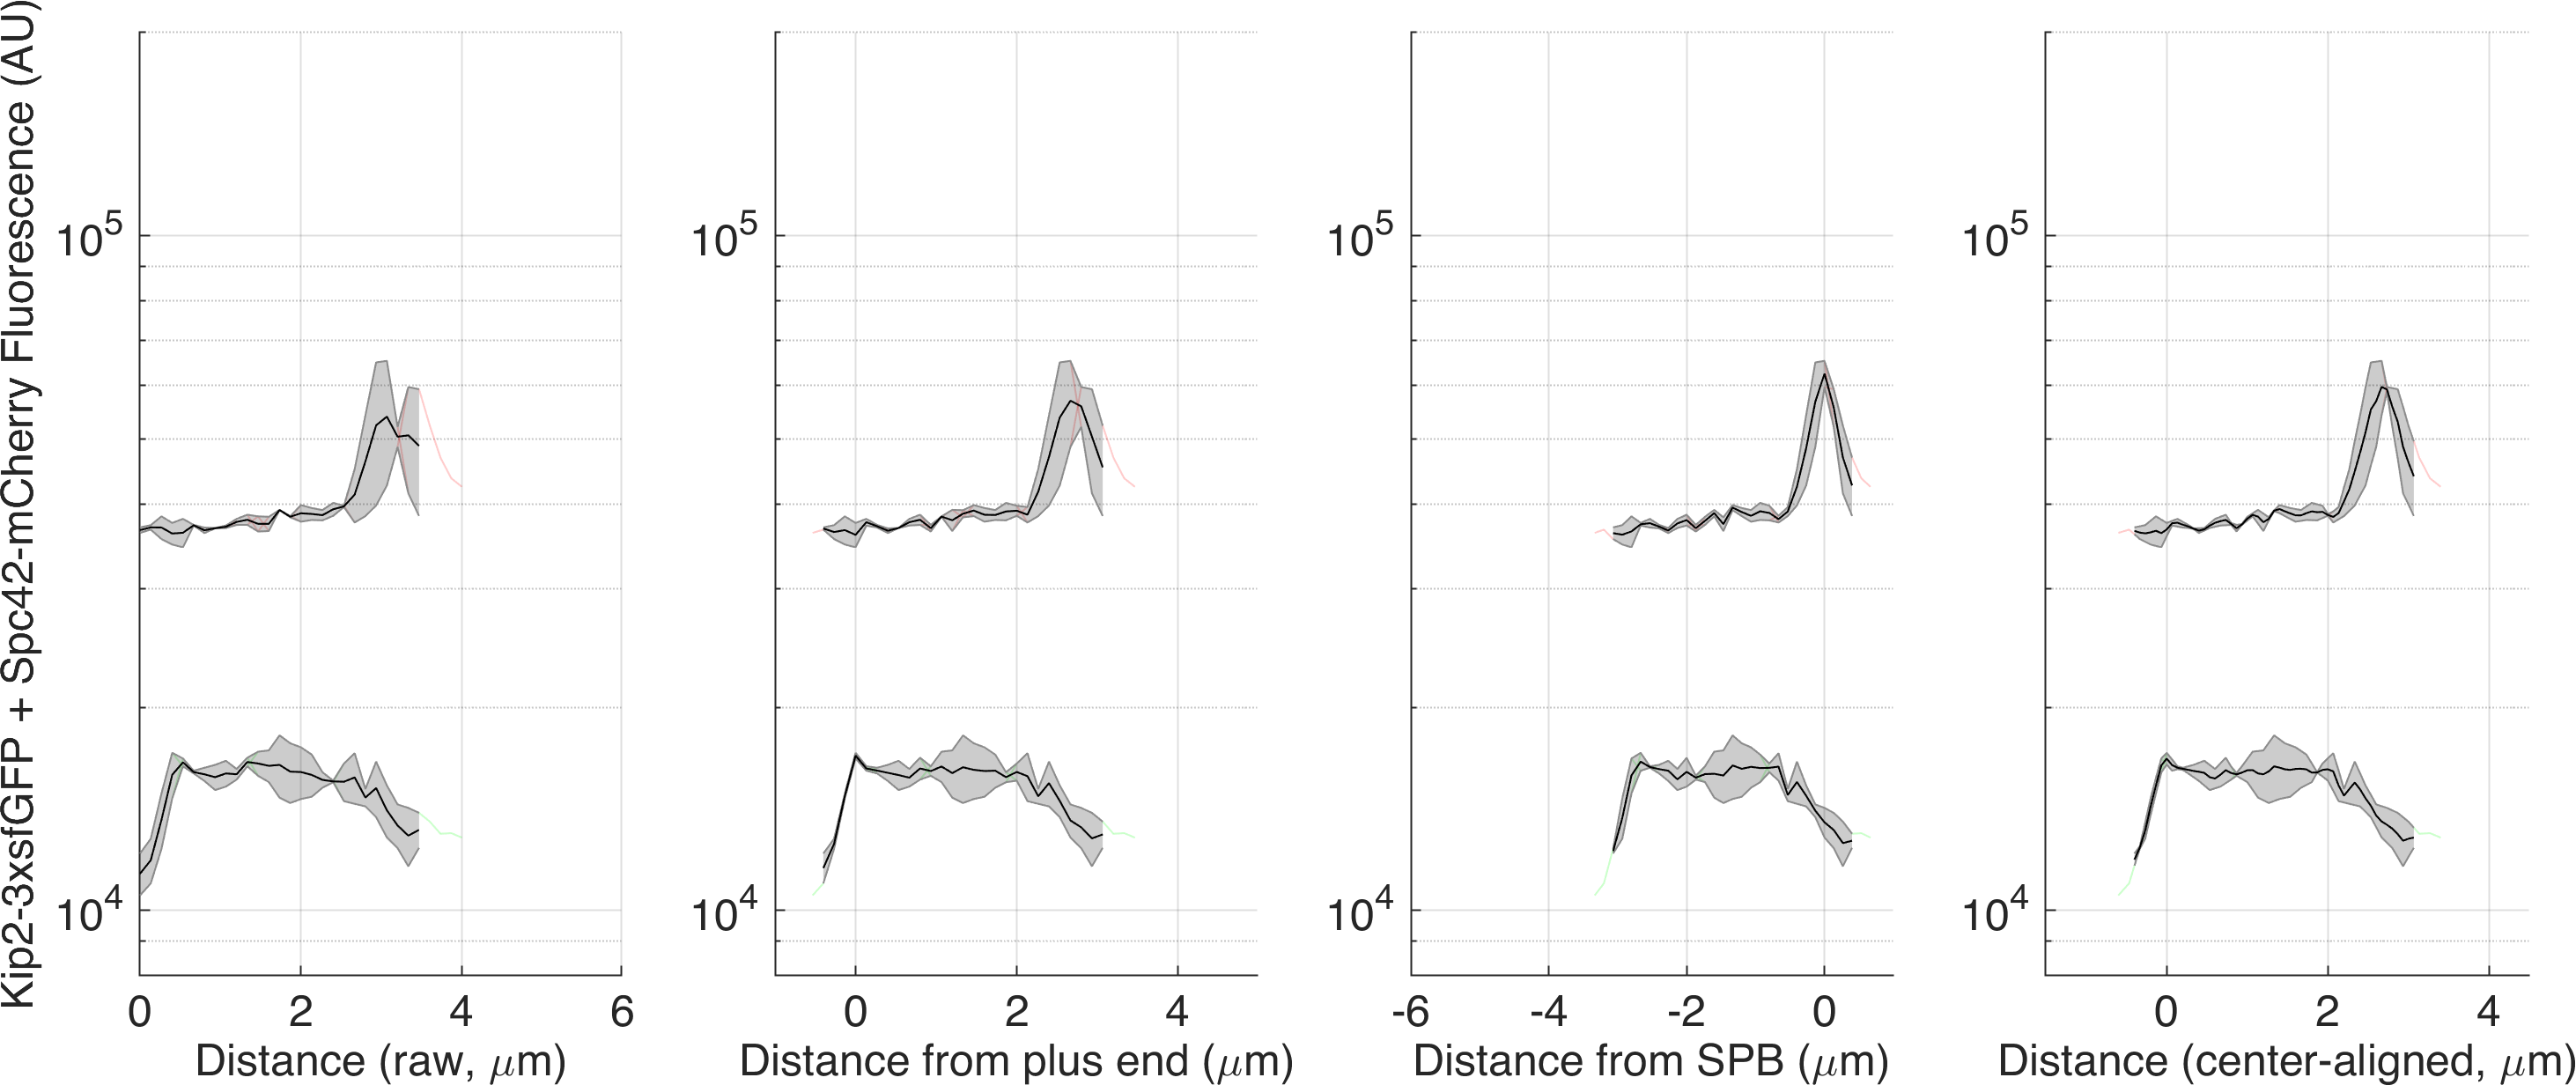 Kip2-3xsfGFP + Spc42-mCherry Fluorescence (AU)
10^5
10^4
0 2 4 6
Distance (raw, μm)
10^5
10^4
0 2 4
Distance from plus end (μm)
10^5
10^4
-6 -4 -2 0
Distance from SPB (μm)
10^5
10^4
0 2 4
Distance (center-aligned, μm)